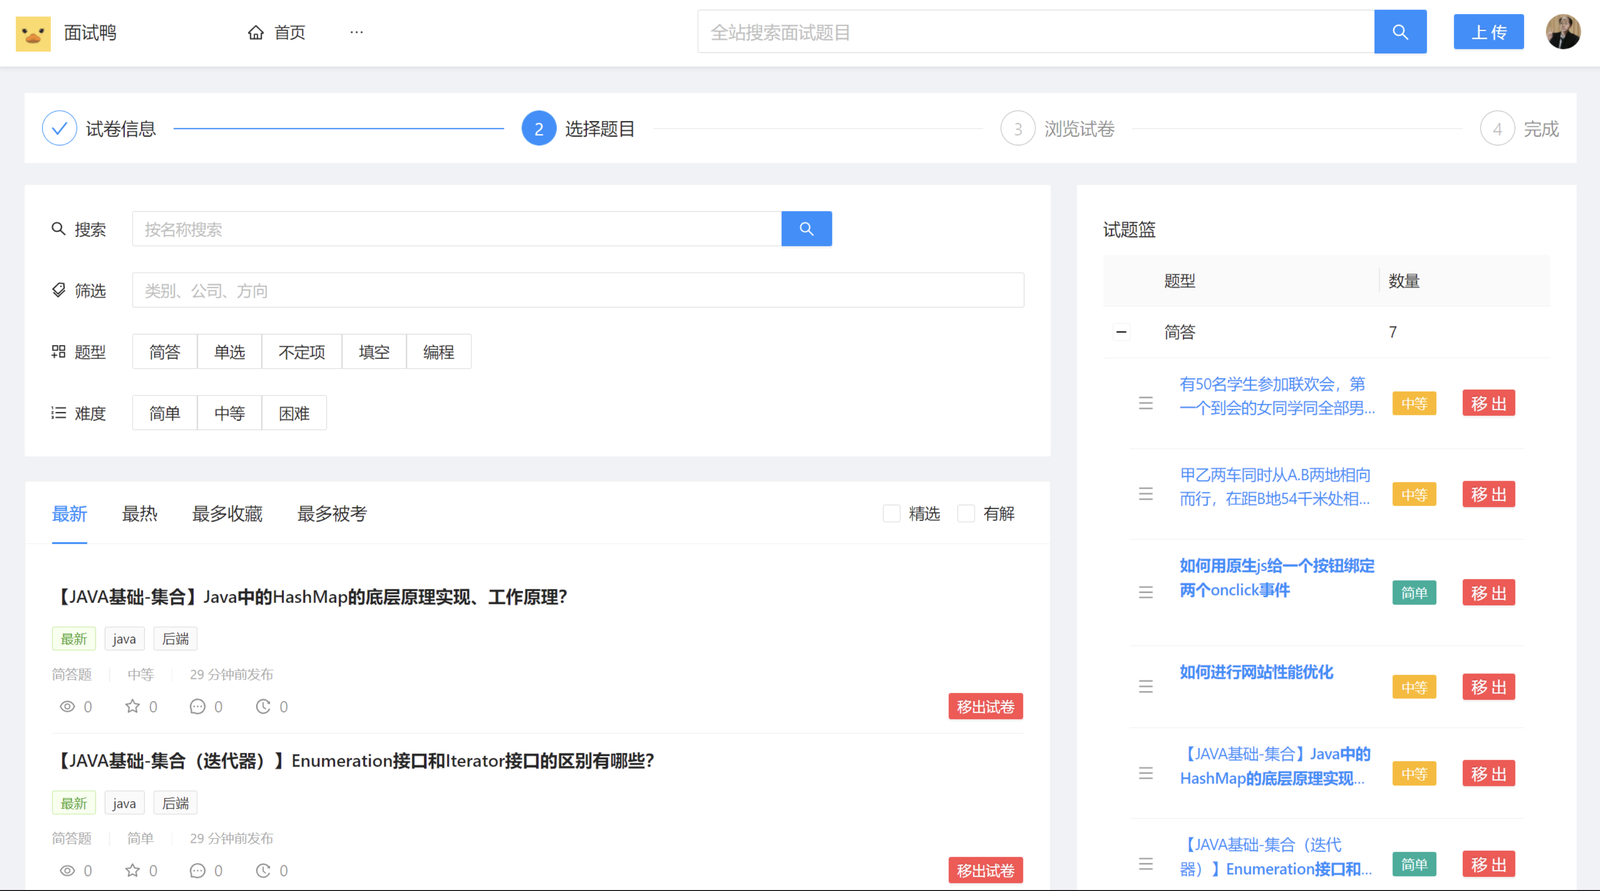 面试鸭
首页
···
全站搜索面试题目
上 传
试卷信息
2 选择题目
3 浏览试卷
4 完成
搜索
按名称搜索
筛选
类别、公司、方向
题型
简答 单选 不定项 填空 编程
难度
简单 中等 困难
最新 最热 最多收藏 最多被考
精选 有解
【JAVA基础-集合】Java中的HashMap的底层原理实现、工作原理?
最新 java 后端
简答题 中等 29 分钟前发布
0 0 0 0
移出试卷
【JAVA基础-集合（迭代器）】Enumeration接口和Iterator接口的区别有哪些?
最新 java 后端
简答题 简单 29 分钟前发布
0 0 0 0
移出试卷
试题篮
题型 数量
简答 7
有50名学生参加联欢会，第
一个到会的女同学同全部男...
中等 移 出
甲乙两车同时从A.B两地相向
而行，在距B地54千米处相...
中等 移 出
如何用原生js给一个按钮绑定
两个onclick事件
简单 移 出
如何进行网站性能优化
中等 移 出
【JAVA基础-集合】Java中的
HashMap的底层原理实现...
中等 移 出
【JAVA基础-集合（迭代
器）】Enumeration接口和...
简单 移 出